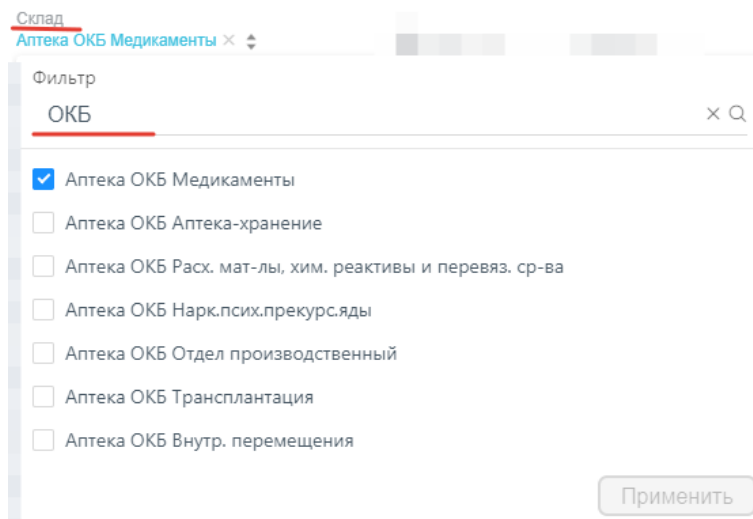 Склад
Аптека ОКБ Медикаменты
Фильтр
ОКБ
Аптека ОКБ Медикаменты
Аптека ОКБ Аптека-хранение
Аптека ОКБ Расх. мат-лы, хим. реактивы и перевяз. ср-ва
Аптека ОКБ Нарк.псих.прекурс.яды
Аптека ОКБ Отдел производственный
Аптека ОКБ Трансплантация
Аптека ОКБ Внутр. перемещения
Применить